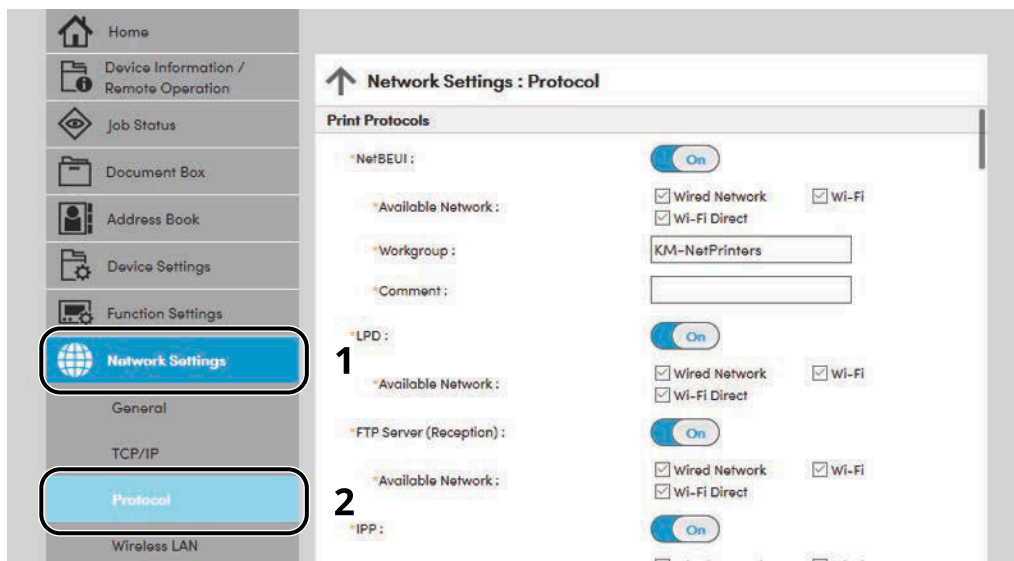 Home
Device Information /
Remote Operation
Job Status
Document Box
Address Book
Device Settings
Function Settings
Network Settings
1
General
TCP/IP
Protocol
2
Wireless LAN
Network Settings : Protocol
Print Protocols
*NetBEUI : On
*Available Network : Wired Network Wi-Fi
Wi-Fi Direct
*Workgroup : KM-NetPrinters
*Comment :
*LPD : On
*Available Network : Wired Network Wi-Fi
Wi-Fi Direct
*FTP Server (Reception) : On
*Available Network : Wired Network Wi-Fi
Wi-Fi Direct
*IPP : On